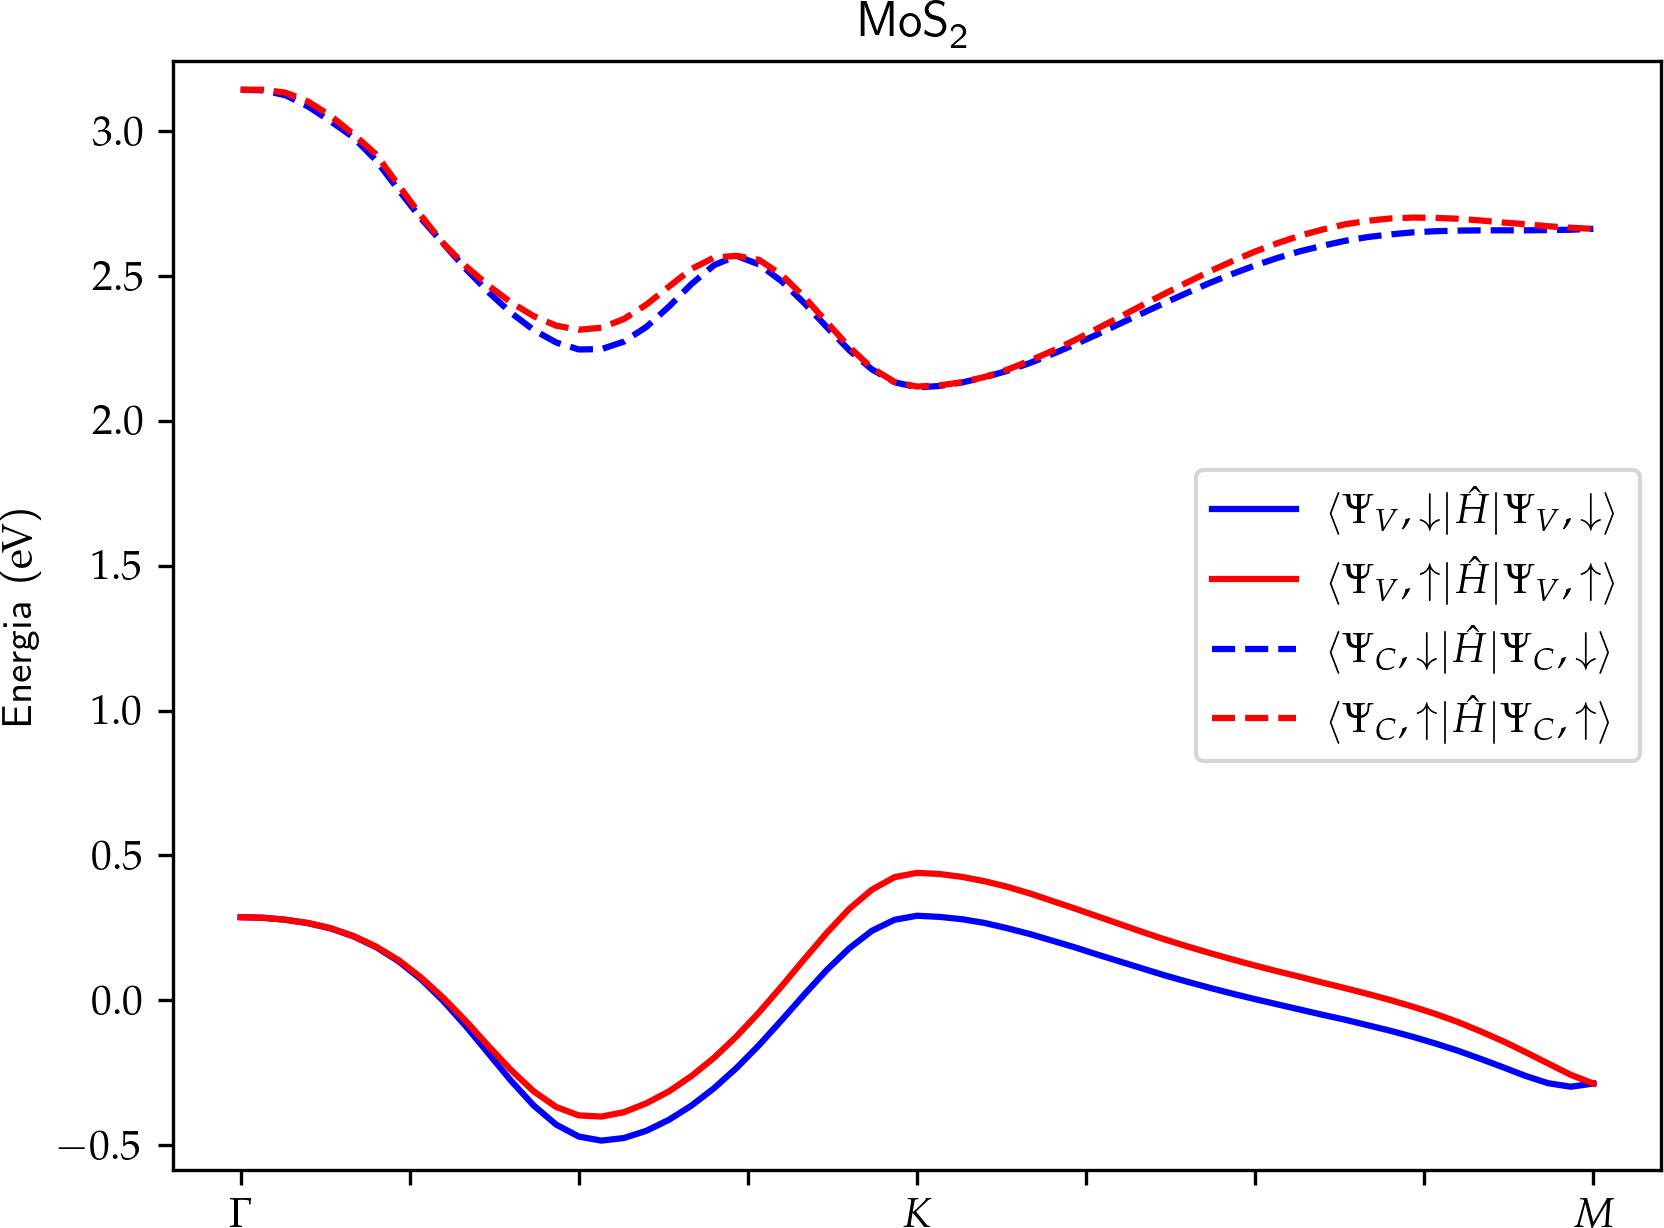 MoS₂
Energia (eV)
3.0
2.5
2.0
1.5
1.0
0.5
0.0
−0.5
⟨Ψ_V, ↓|Ĥ|Ψ_V, ↓⟩
⟨Ψ_V, ↑|Ĥ|Ψ_V, ↑⟩
⟨Ψ_C, ↓|Ĥ|Ψ_C, ↓⟩
⟨Ψ_C, ↑|Ĥ|Ψ_C, ↑⟩
Γ K M